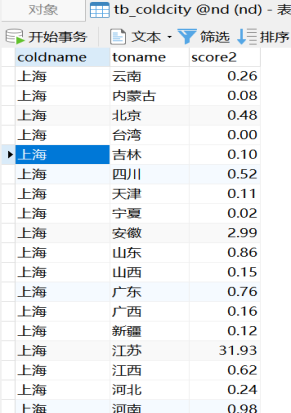 对象 tb_coldcity @nd (nd) - 表
开始事务 文本 筛选 排序
coldname toname score2
上海 云南 0.26
上海 内蒙古 0.08
上海 北京 0.48
上海 台湾 0.00
上海 吉林 0.10
上海 四川 0.52
上海 天津 0.11
上海 宁夏 0.02
上海 安徽 2.99
上海 山东 0.86
上海 山西 0.15
上海 广东 0.76
上海 广西 0.16
上海 新疆 0.12
上海 江苏 31.93
上海 江西 0.62
上海 河北 0.24
上海 河南 0.98